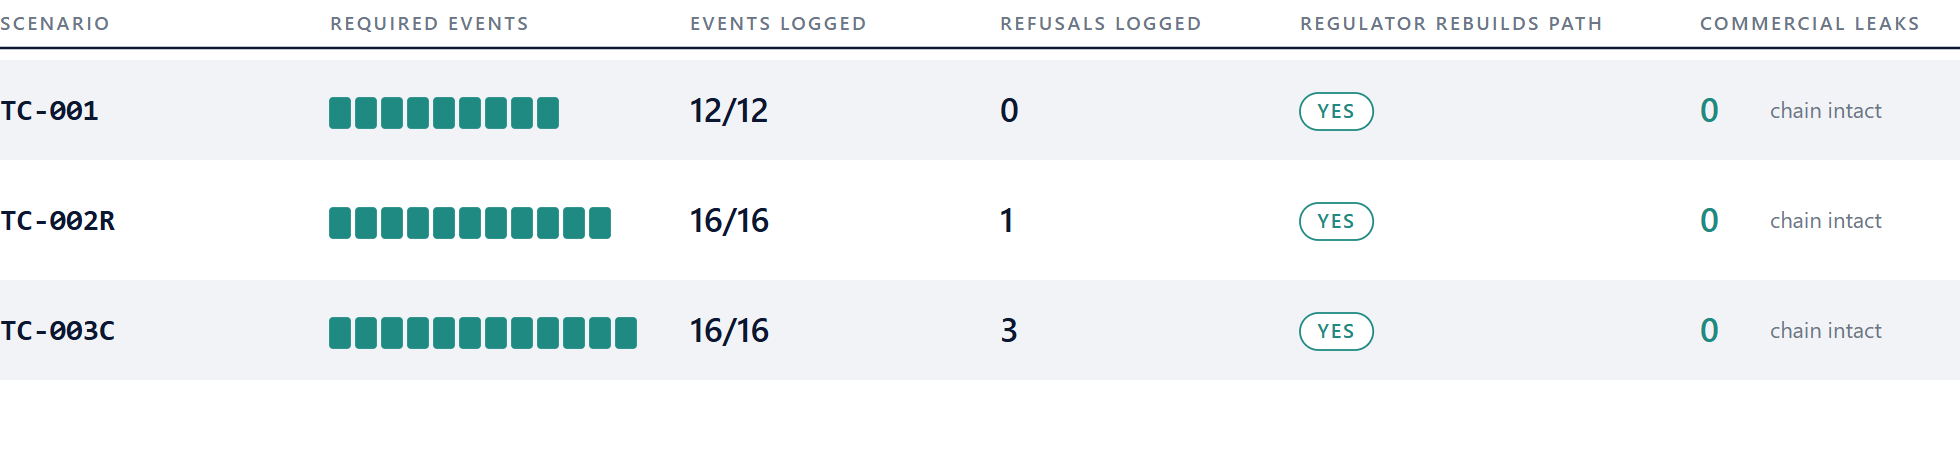 SCENARIO REQUIRED EVENTS EVENTS LOGGED REFUSALS LOGGED REGULATOR REBUILDS PATH COMMERCIAL LEAKS
TC-001 12/12 0 YES 0 chain intact
TC-002R 16/16 1 YES 0 chain intact
TC-003C 16/16 3 YES 0 chain intact